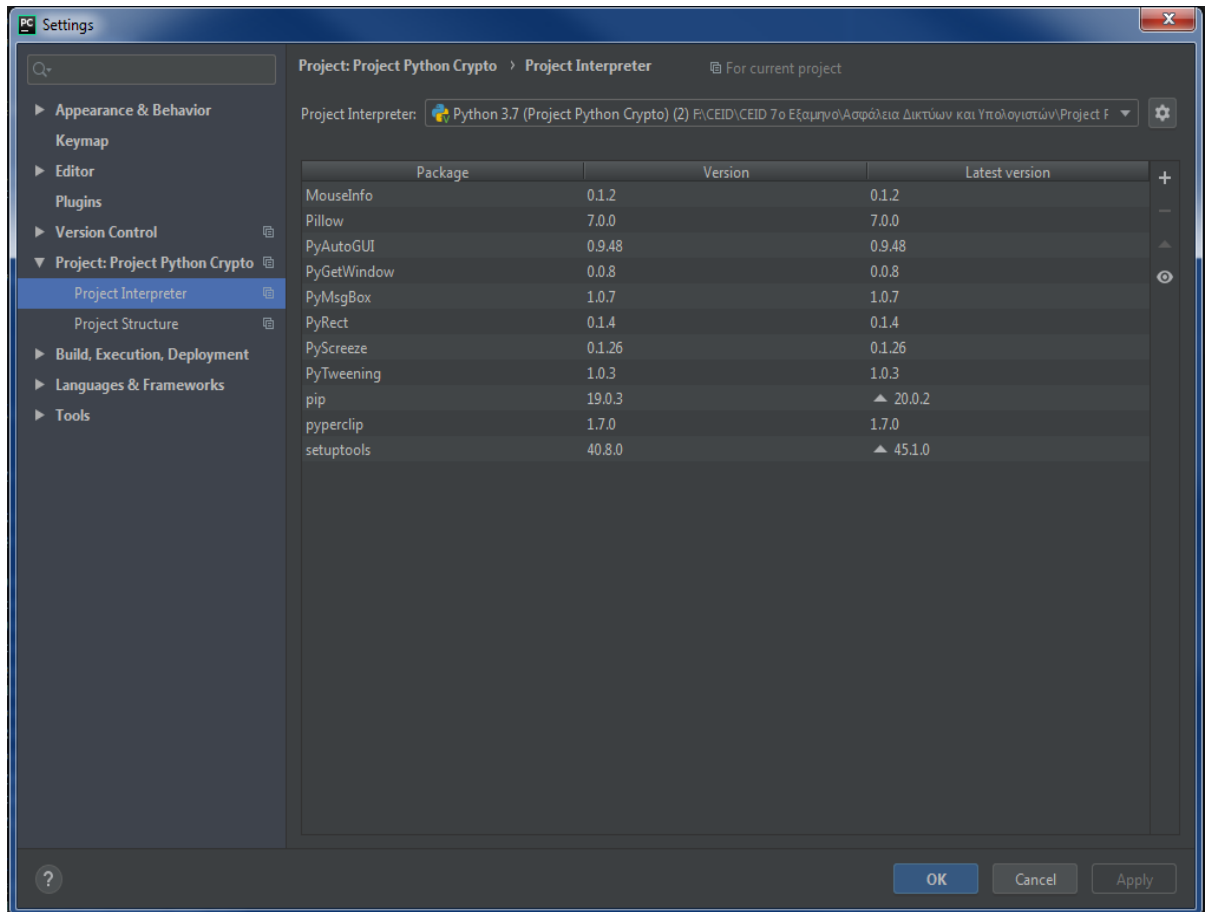 PC Settings
Project: Project Python Crypto › Project Interpreter For current project
Appearance & Behavior
Keymap
Editor
Plugins
Version Control
Project: Project Python Crypto
Project Interpreter
Project Structure
Build, Execution, Deployment
Languages & Frameworks
Tools
Project Interpreter: Python 3.7 (Project Python Crypto) (2) F:\CEID\CEID 7ο Εξαμηνο\Ασφάλεια Δικτύων και Υπολογιστών\Project F
Package Version Latest version
MouseInfo 0.1.2 0.1.2
Pillow 7.0.0 7.0.0
PyAutoGUI 0.9.48 0.9.48
PyGetWindow 0.0.8 0.0.8
PyMsgBox 1.0.7 1.0.7
PyRect 0.1.4 0.1.4
PyScreeze 0.1.26 0.1.26
PyTweening 1.0.3 1.0.3
pip 19.0.3 20.0.2
pyperclip 1.7.0 1.7.0
setuptools 40.8.0 45.1.0
? OK Cancel Apply